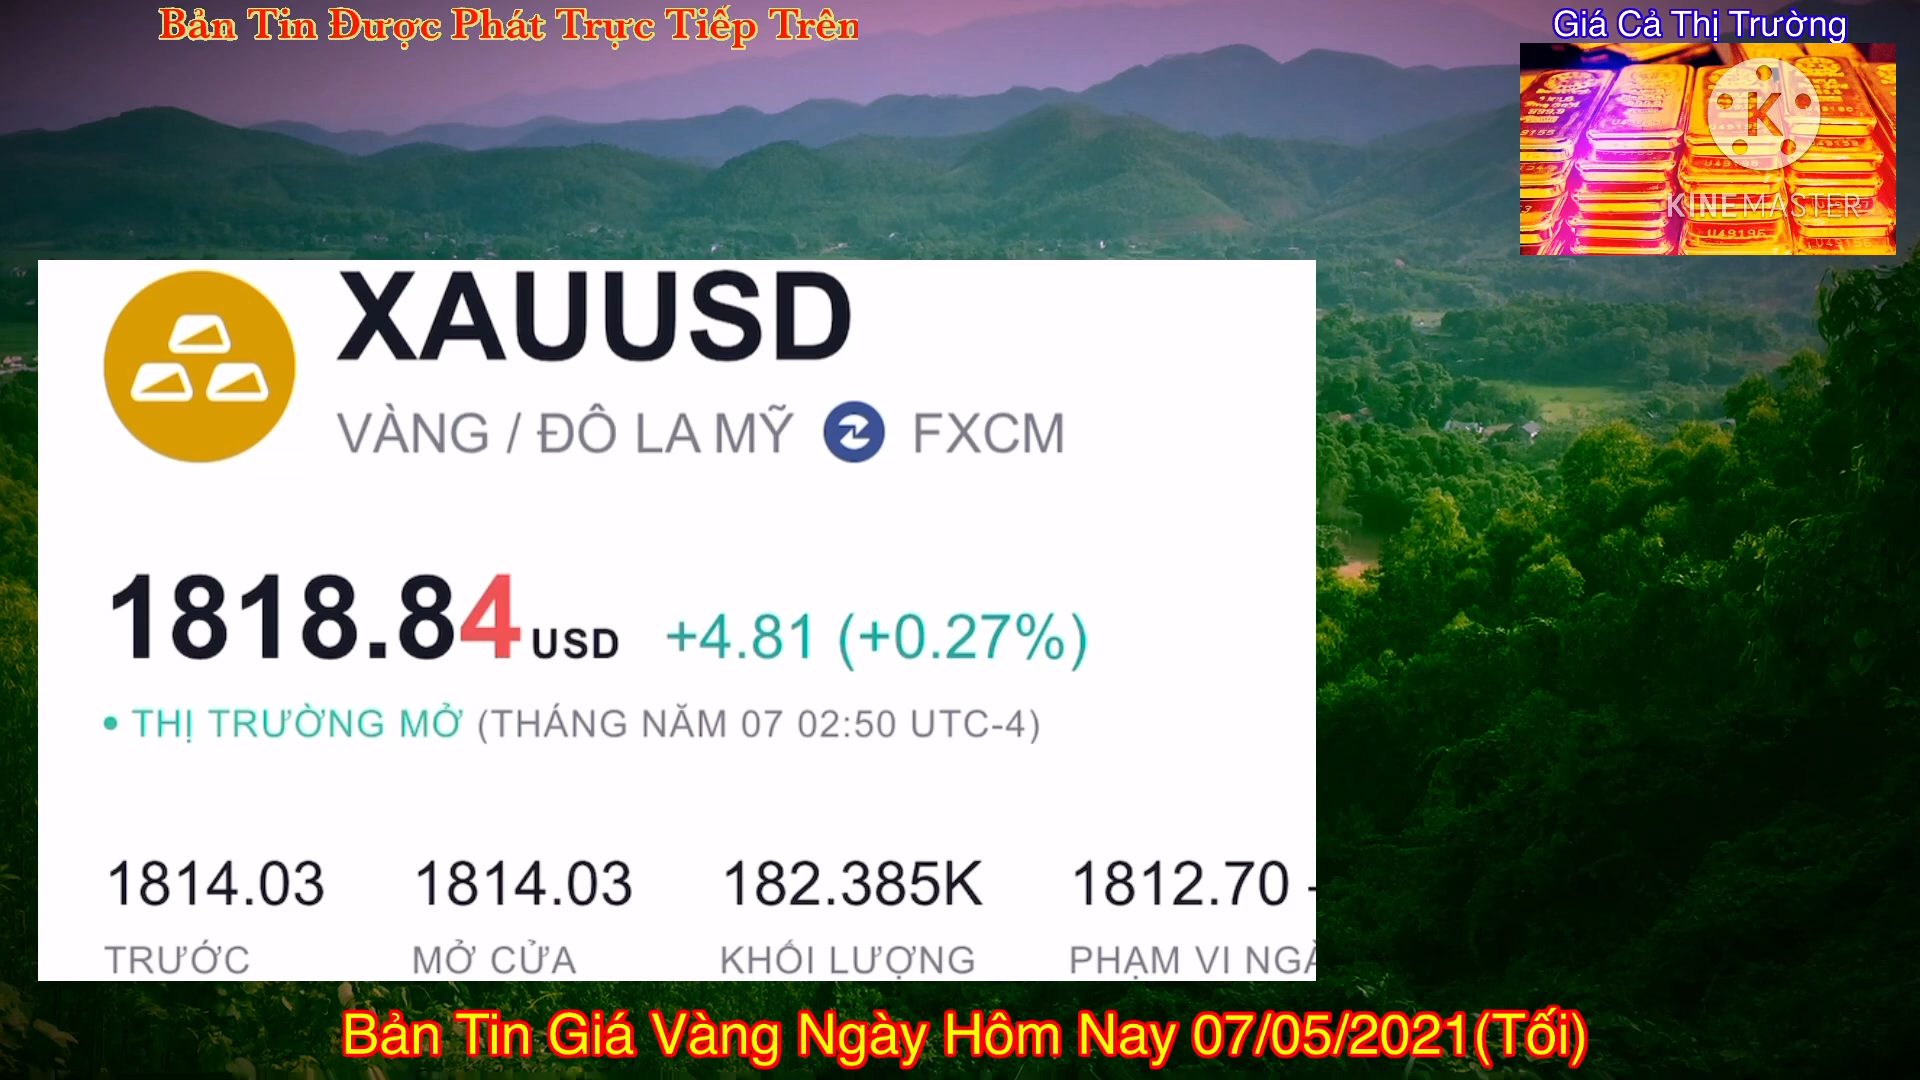 Bản Tin Được Phát Trực Tiếp Trên
Giá Cả Thị Trường
KINEMASTER
XAUUSD
VÀNG / ĐÔ LA MỸ FXCM
1818.84 USD +4.81 (+0.27%)
• THỊ TRƯỜNG MỞ (THÁNG NĂM 07 02:50 UTC-4)
1814.03 1814.03 182.385K 1812.70 -
TRƯỚC MỞ CỬA KHỐI LƯỢNG PHẠM VI NGÀ
Bản Tin Giá Vàng Ngày Hôm Nay 07/05/2021(Tối)